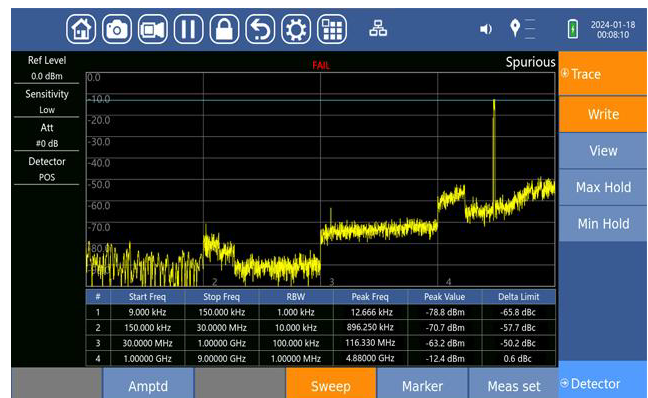 2024-01-18
00:08:10
Ref Level
0.0 dBm
Sensitivity
Low
Att
#0 dB
Detector
POS
FAIL
Spurious
0.0
-10.0
-20.0
-30.0
-40.0
-50.0
-60.0
-70.0
-80.0
2
3
4
# Start Freq Stop Freq RBW Peak Freq Peak Value Delta Limit
1 9.000 kHz 150.000 kHz 1.000 kHz 12.666 kHz -78.8 dBm -65.8 dBc
2 150.000 kHz 30.0000 MHz 10.000 kHz 896.250 kHz -70.7 dBm -57.7 dBc
3 30.0000 MHz 1.00000 GHz 100.000 kHz 116.330 MHz -63.2 dBm -50.2 dBc
4 1.00000 GHz 9.00000 GHz 1.00000 MHz 4.88000 GHz -12.4 dBm 0.6 dBc
Trace
Write
View
Max Hold
Min Hold
Detector
Amptd
Sweep
Marker
Meas set